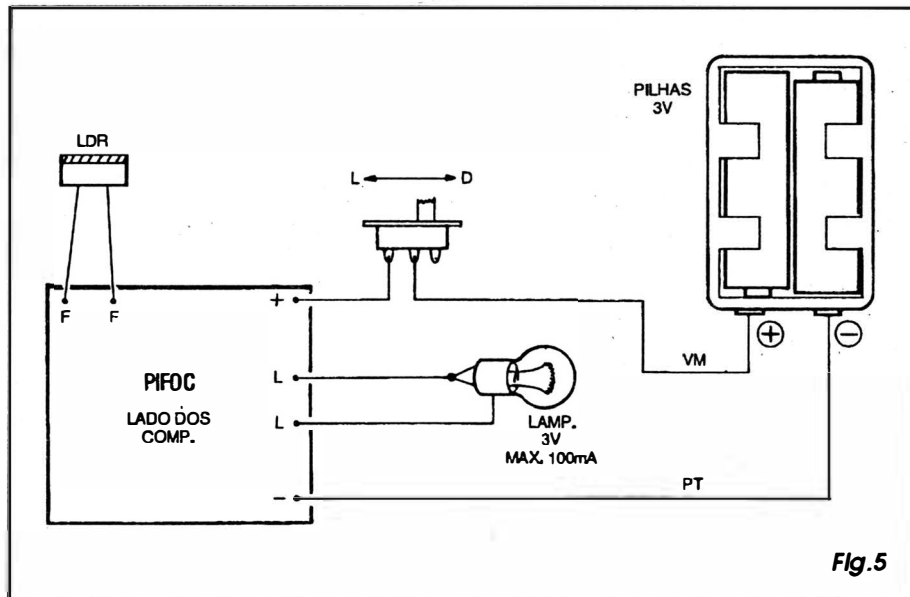 PILHAS
3V
LDR
L
D
F
F
+
L
L
−
PIFOC
LADO DOS
COMP.
LAMP.
3V
MAX. 100mA
+
−
VM
PT
Fig.5